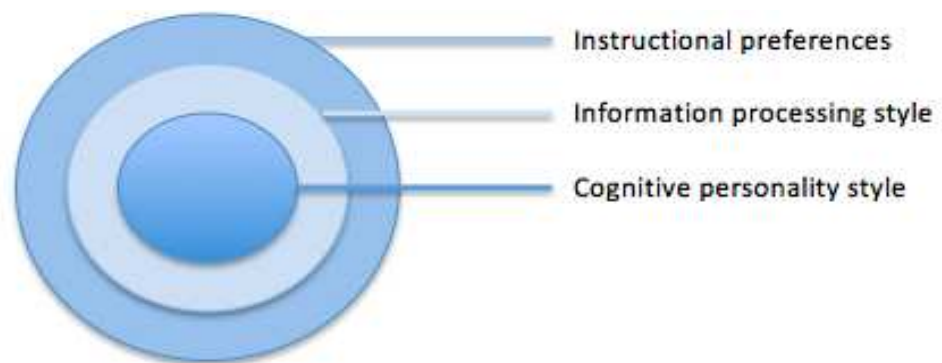 Instructional preferences
Information processing style
Cognitive personality style